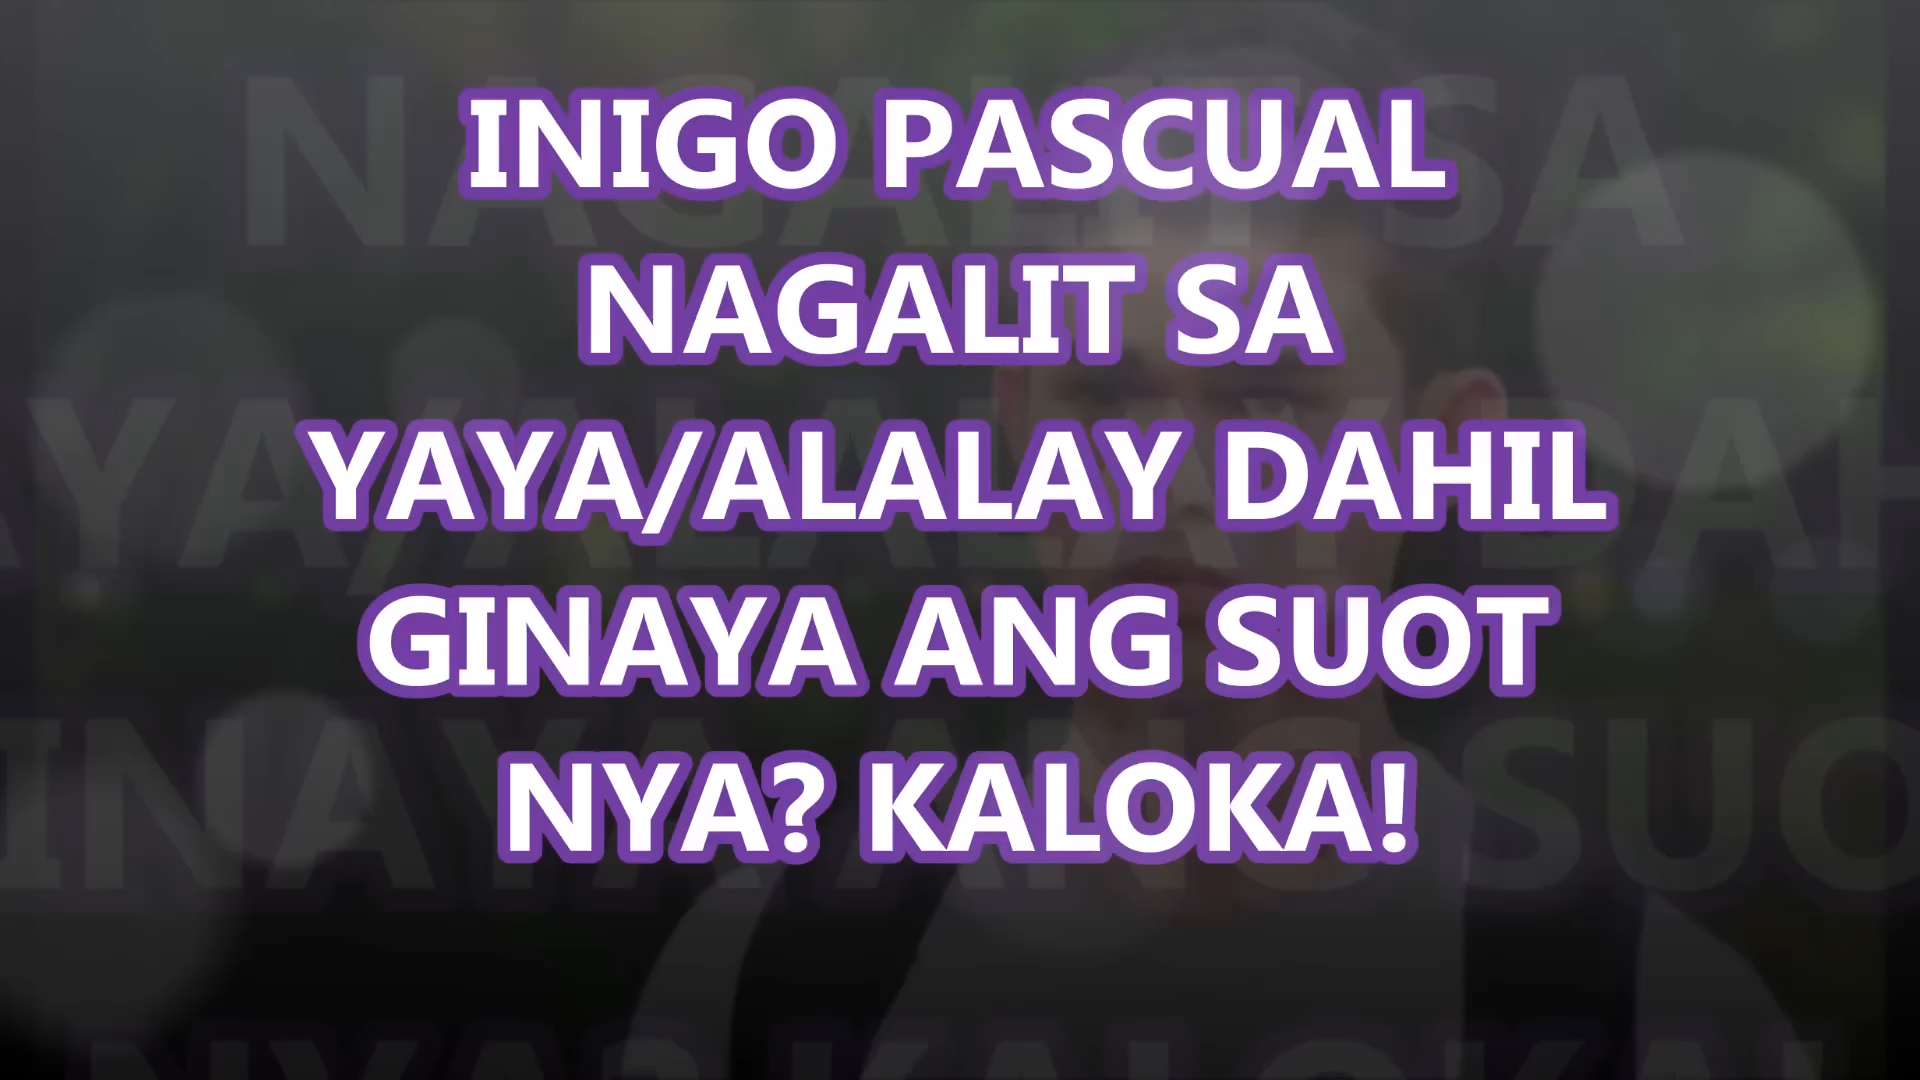 INIGO PASCUAL
NAGALIT SA
YAYA/ALALAY DAHIL
GINAYA ANG SUOT
NYA? KALOKA!